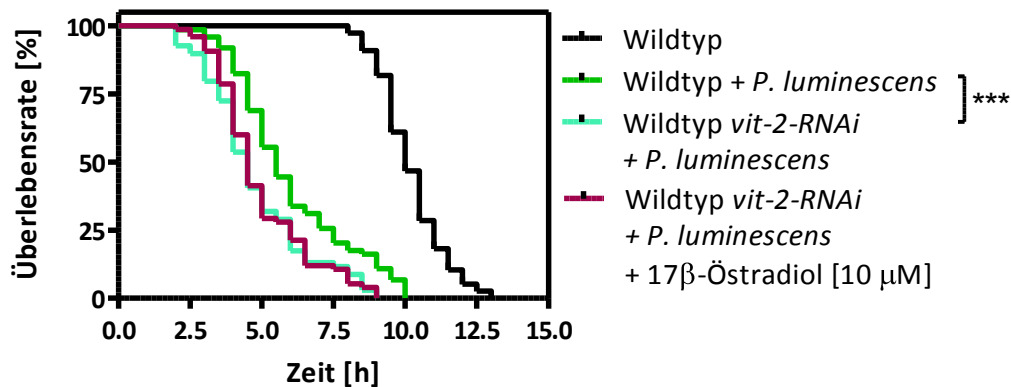 Überlebensrate [%]
100
75
50
25
0
0.0 2.5 5.0 7.5 10.0 12.5 15.0
Zeit [h]
Wildtyp
Wildtyp + P. luminescens
***
Wildtyp vit-2-RNAi
+ P. luminescens
Wildtyp vit-2-RNAi
+ P. luminescens
+ 17β-Östradiol [10 µM]